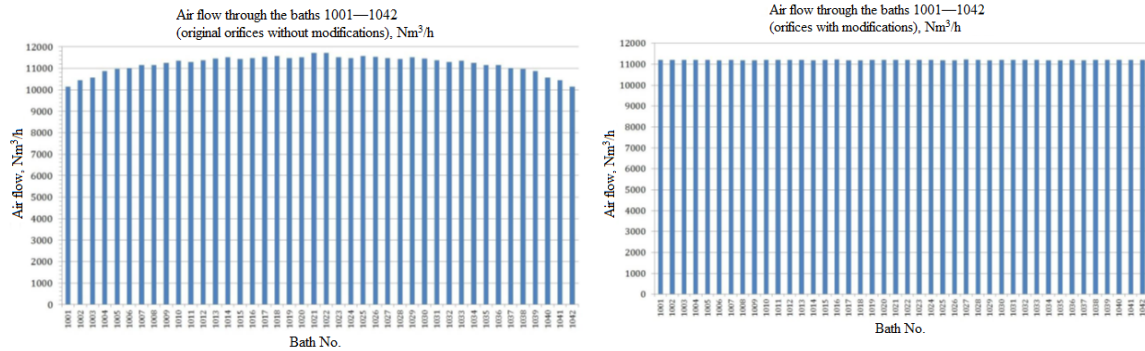 Air flow through the baths 1001—1042
(original orifices without modifications), Nm³/h
12000
11000
10000
9000
8000
7000
6000
5000
4000
3000
2000
1000
0
Air flow, Nm³/h
1001 1002 1003 1004 1005 1006 1007 1008 1009 1010 1011 1012 1013 1014 1015 1016 1017 1018 1019 1020 1021 1022 1023 1024 1025 1026 1027 1028 1029 1030 1031 1032 1033 1034 1035 1036 1037 1038 1039 1040 1041 1042
Bath No.
Air flow through the baths 1001—1042
(orifices with modifications), Nm³/h
12000
11000
10000
9000
8000
7000
6000
5000
4000
3000
2000
1000
0
Air flow, Nm³/h
1001 1002 1003 1004 1005 1006 1007 1008 1009 1010 1011 1012 1013 1014 1015 1016 1017 1018 1019 1020 1021 1022 1023 1024 1025 1026 1027 1028 1029 1030 1031 1032 1033 1034 1035 1036 1037 1038 1039 1040 1041 1042
Bath No.